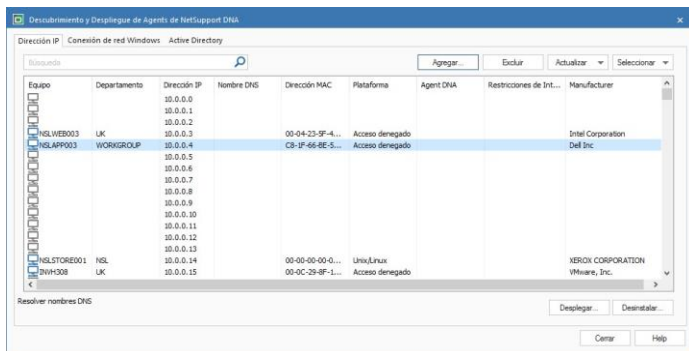 Descubrimiento y Despliegue de Agents de NetSupport DNA
Dirección IP Conexión de red Windows Active Directory
Búsqueda Agregar... Excluir Actualizar Seleccionar
Equipo Departamento Dirección IP Nombre DNS Dirección MAC Plataforma Agent DNA Restricciones de Int... Manufacturer
10.0.0.0
10.0.0.1
10.0.0.2
NSLWEB003 UK 10.0.0.3 00-04-23-5F-4... Acceso denegado Intel Corporation
NSLAPP003 WORKGROUP 10.0.0.4 C8-1F-66-BE-5... Acceso denegado Dell Inc
10.0.0.5
10.0.0.6
10.0.0.7
10.0.0.8
10.0.0.9
10.0.0.10
10.0.0.11
10.0.0.12
10.0.0.13
NSLSTORE001 NSL 10.0.0.14 00-00-00-00-0... Unix/Linux XEROX CORPORATION
INVH308 UK 10.0.0.15 00-0C-29-8F-1... Acceso denegado VMware, Inc.
Resolver nombres DNS
Desplegar... Desinstalar...
Cerrar Help